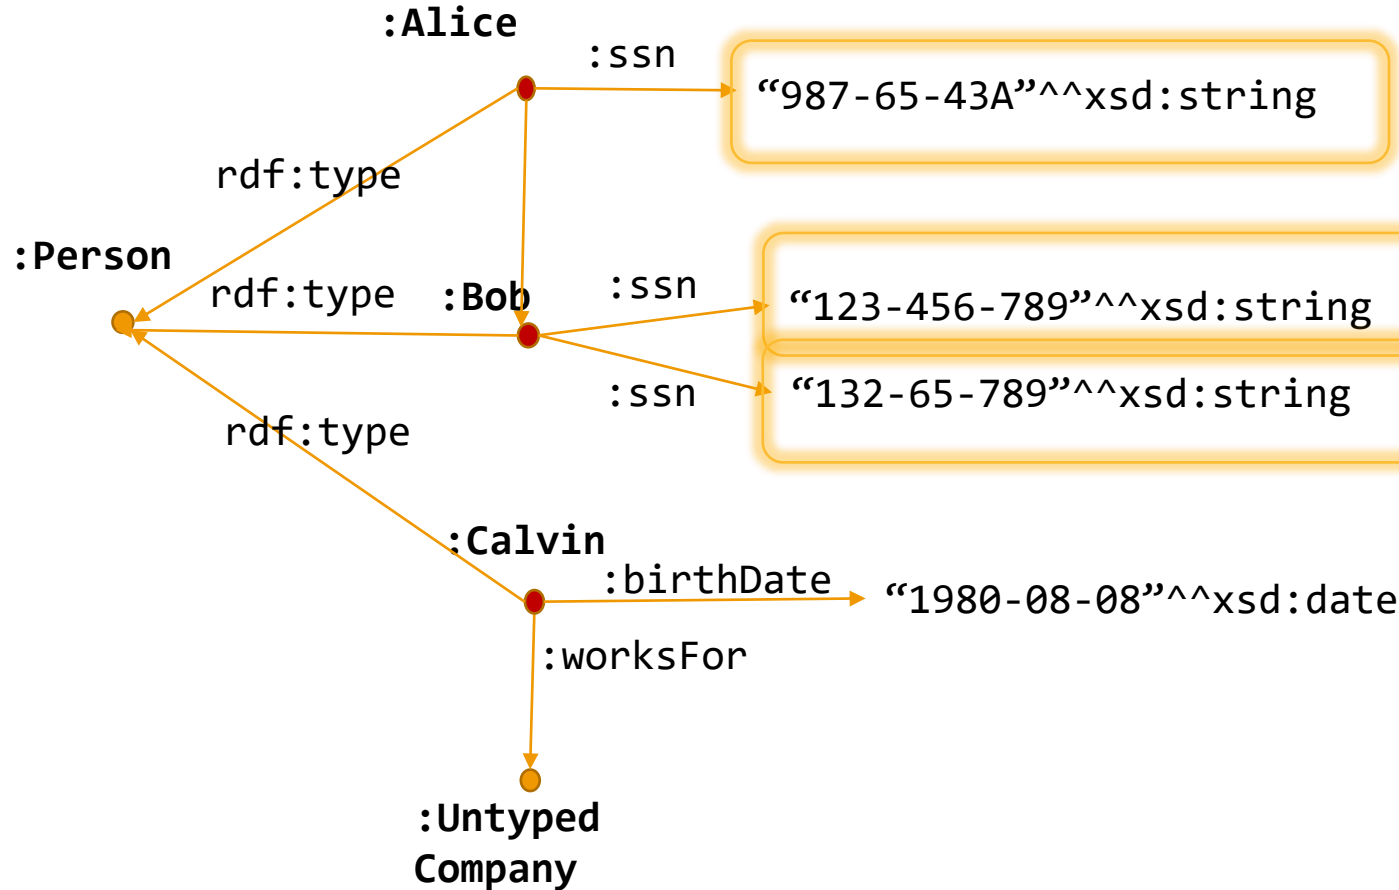 :Alice
:ssn
“987-65-43A”^^xsd:string
rdf:type
:Person
rdf:type
:Bob
:ssn
“123-456-789”^^xsd:string
:ssn
“132-65-789”^^xsd:string
rdf:type
:Calvin
:birthDate
“1980-08-08”^^xsd:date
:worksFor
:Untyped
Company